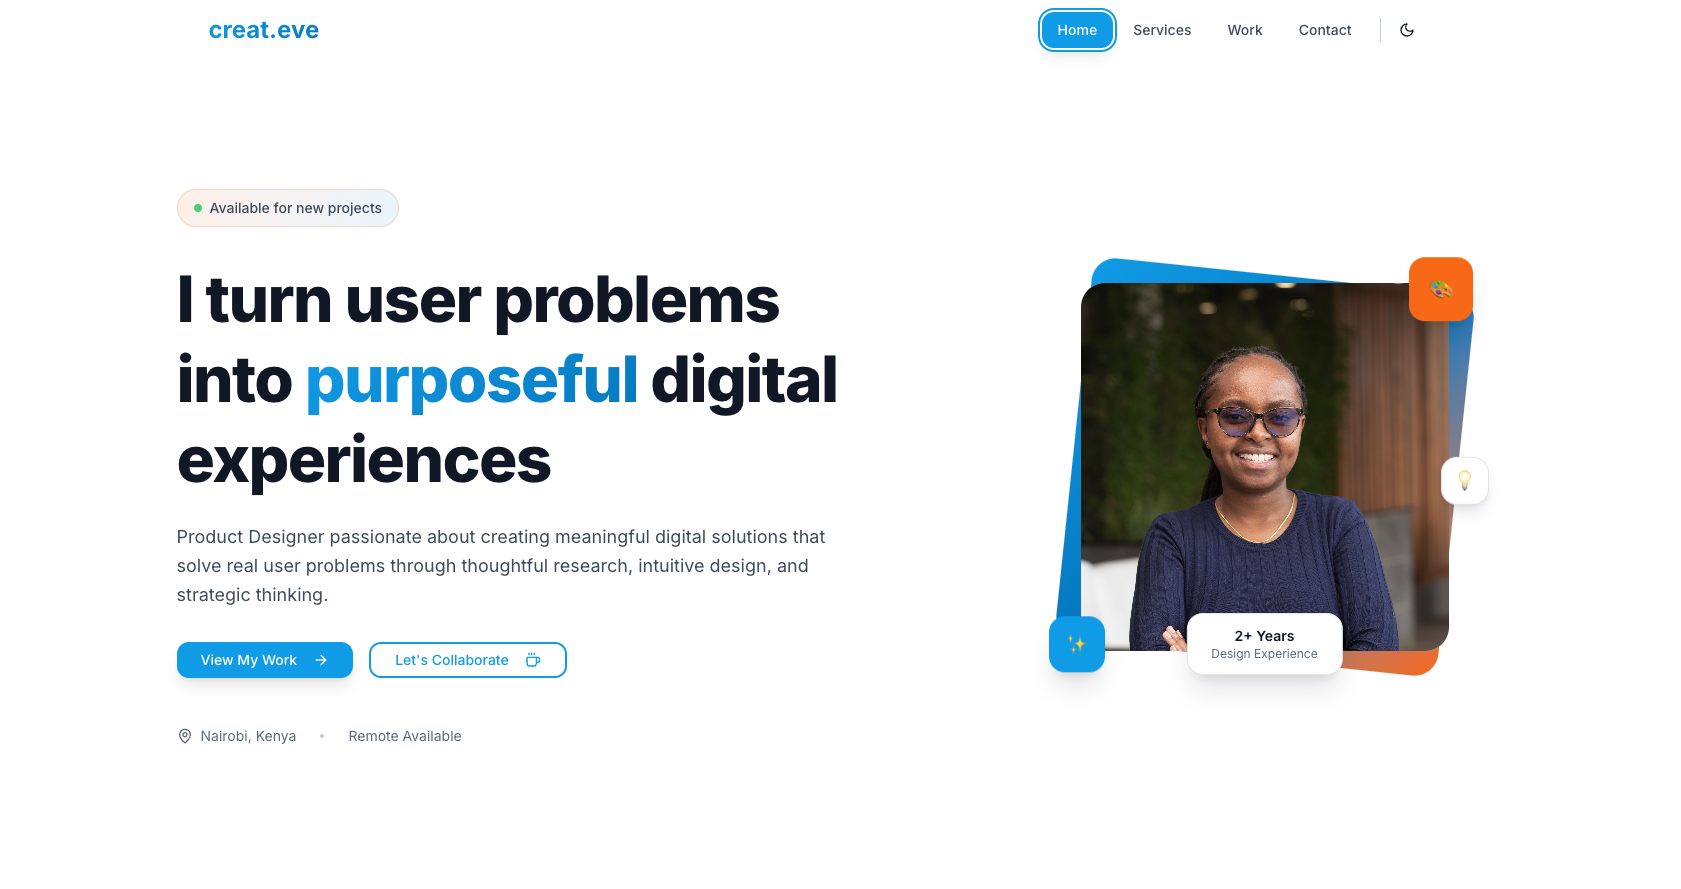 creat.eve
Home
Services
Work
Contact
Available for new projects
I turn user problems
into purposeful digital
experiences
Product Designer passionate about creating meaningful digital solutions that
solve real user problems through thoughtful research, intuitive design, and
strategic thinking.
View My Work
Let's Collaborate
Nairobi, Kenya
Remote Available
2+ Years
Design Experience